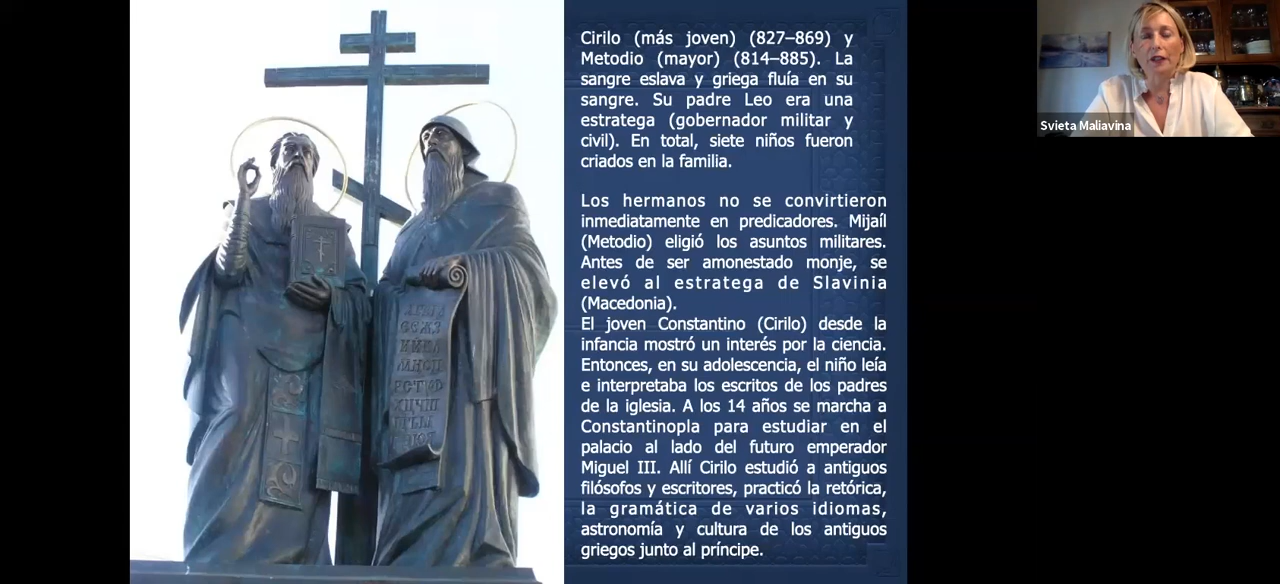 Cirilo (más joven) (827–869) y
Metodio (mayor) (814–885). La
sangre eslava y griega fluía en su
sangre. Su padre Leo era una
estratega (gobernador militar y
civil). En total, siete niños fueron
criados en la familia.
Los hermanos no se convirtieron
inmediatamente en predicadores. Mijaíl
(Metodio) eligió los asuntos militares.
Antes de ser amonestado monje, se
elevó al estratega de Slavinia
(Macedonia).
El joven Constantino (Cirilo) desde la
infancia mostró un interés por la ciencia.
Entonces, en su adolescencia, el niño leía
e interpretaba los escritos de los padres
de la iglesia. A los 14 años se marcha a
Constantinopla para estudiar en el
palacio al lado del futuro emperador
Miguel III. Allí Cirilo estudió a antiguos
filósofos y escritores, practicó la retórica,
la gramática de varios idiomas,
astronomía y cultura de los antiguos
griegos junto al príncipe.
Svieta Maliavina